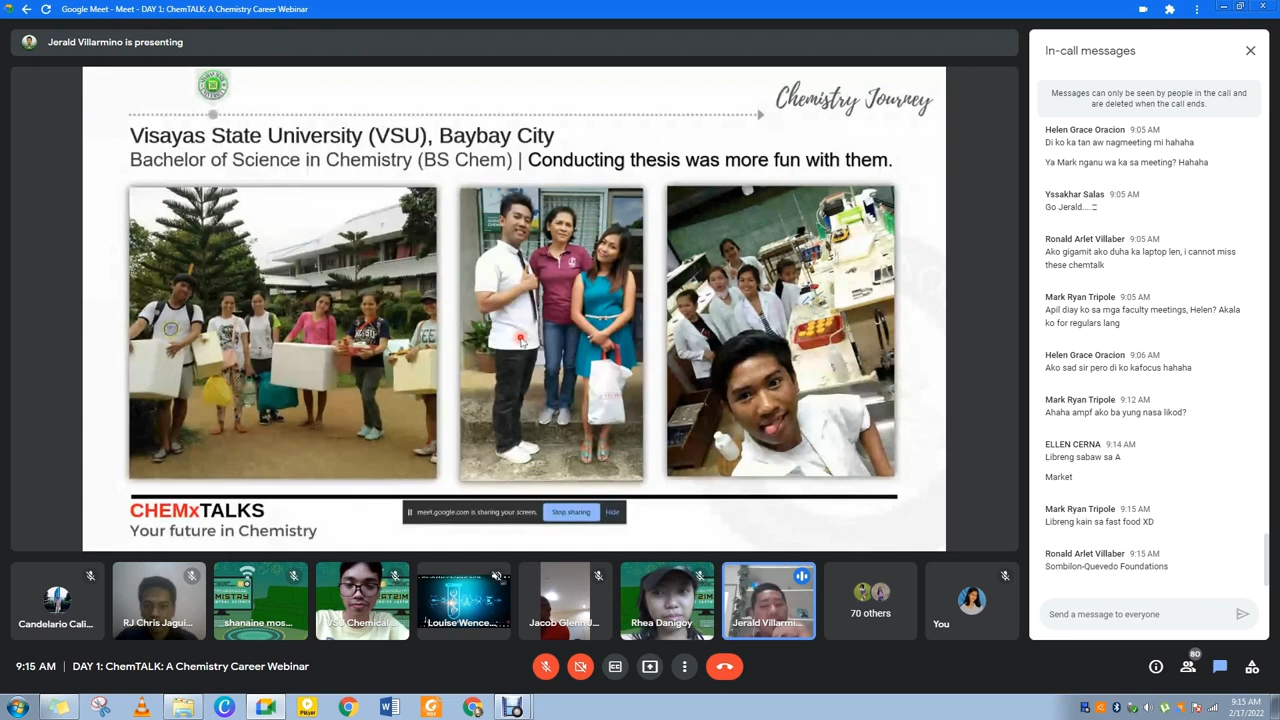 Google Meet - Meet - DAY 1: ChemTALK: A Chemistry Career Webinar
Jerald Villarmino is presenting
Chemistry Journey
Visayas State University (VSU), Baybay City
Bachelor of Science in Chemistry (BS Chem) | Conducting thesis was more fun with them.
CHEMxTALKS
Your future in Chemistry
meet.google.com is sharing your screen.
Stop sharing
Hide
Candelario Cali...
RJ Chris Jagui...
shanaine mos...
VSU Chemical...
Louise Wence...
Jacob Glenn J...
Rhea Danigoy
Jerald Villarmi...
70 others
You
In-call messages
Messages can only be seen by people in the call and
are deleted when the call ends.
Helen Grace Oracion 9:05 AM
Di ko ka tan aw nagmeeting mi hahaha
Ya Mark nganu wa ka sa meeting? Hahaha
Yssakhar Salas 9:05 AM
Go Jerald....
Ronald Arlet Villaber 9:05 AM
Ako gigamit ako duha ka laptop len, i cannot miss
these chemtalk
Mark Ryan Tripole 9:05 AM
Apil diay ko sa mga faculty meetings, Helen? Akala
ko for regulars lang
Helen Grace Oracion 9:06 AM
Ako sad sir pero di ko kafocus hahaha
Mark Ryan Tripole 9:12 AM
Ahaha ampf ako ba yung nasa likod?
ELLEN CERNA 9:14 AM
Libreng sabaw sa A
Market
Mark Ryan Tripole 9:15 AM
Libreng kain sa fast food XD
Ronald Arlet Villaber 9:15 AM
Sombilon-Quevedo Foundations
Send a message to everyone
9:15 AM | DAY 1: ChemTALK: A Chemistry Career Webinar
80
9:15 AM
2/17/2022